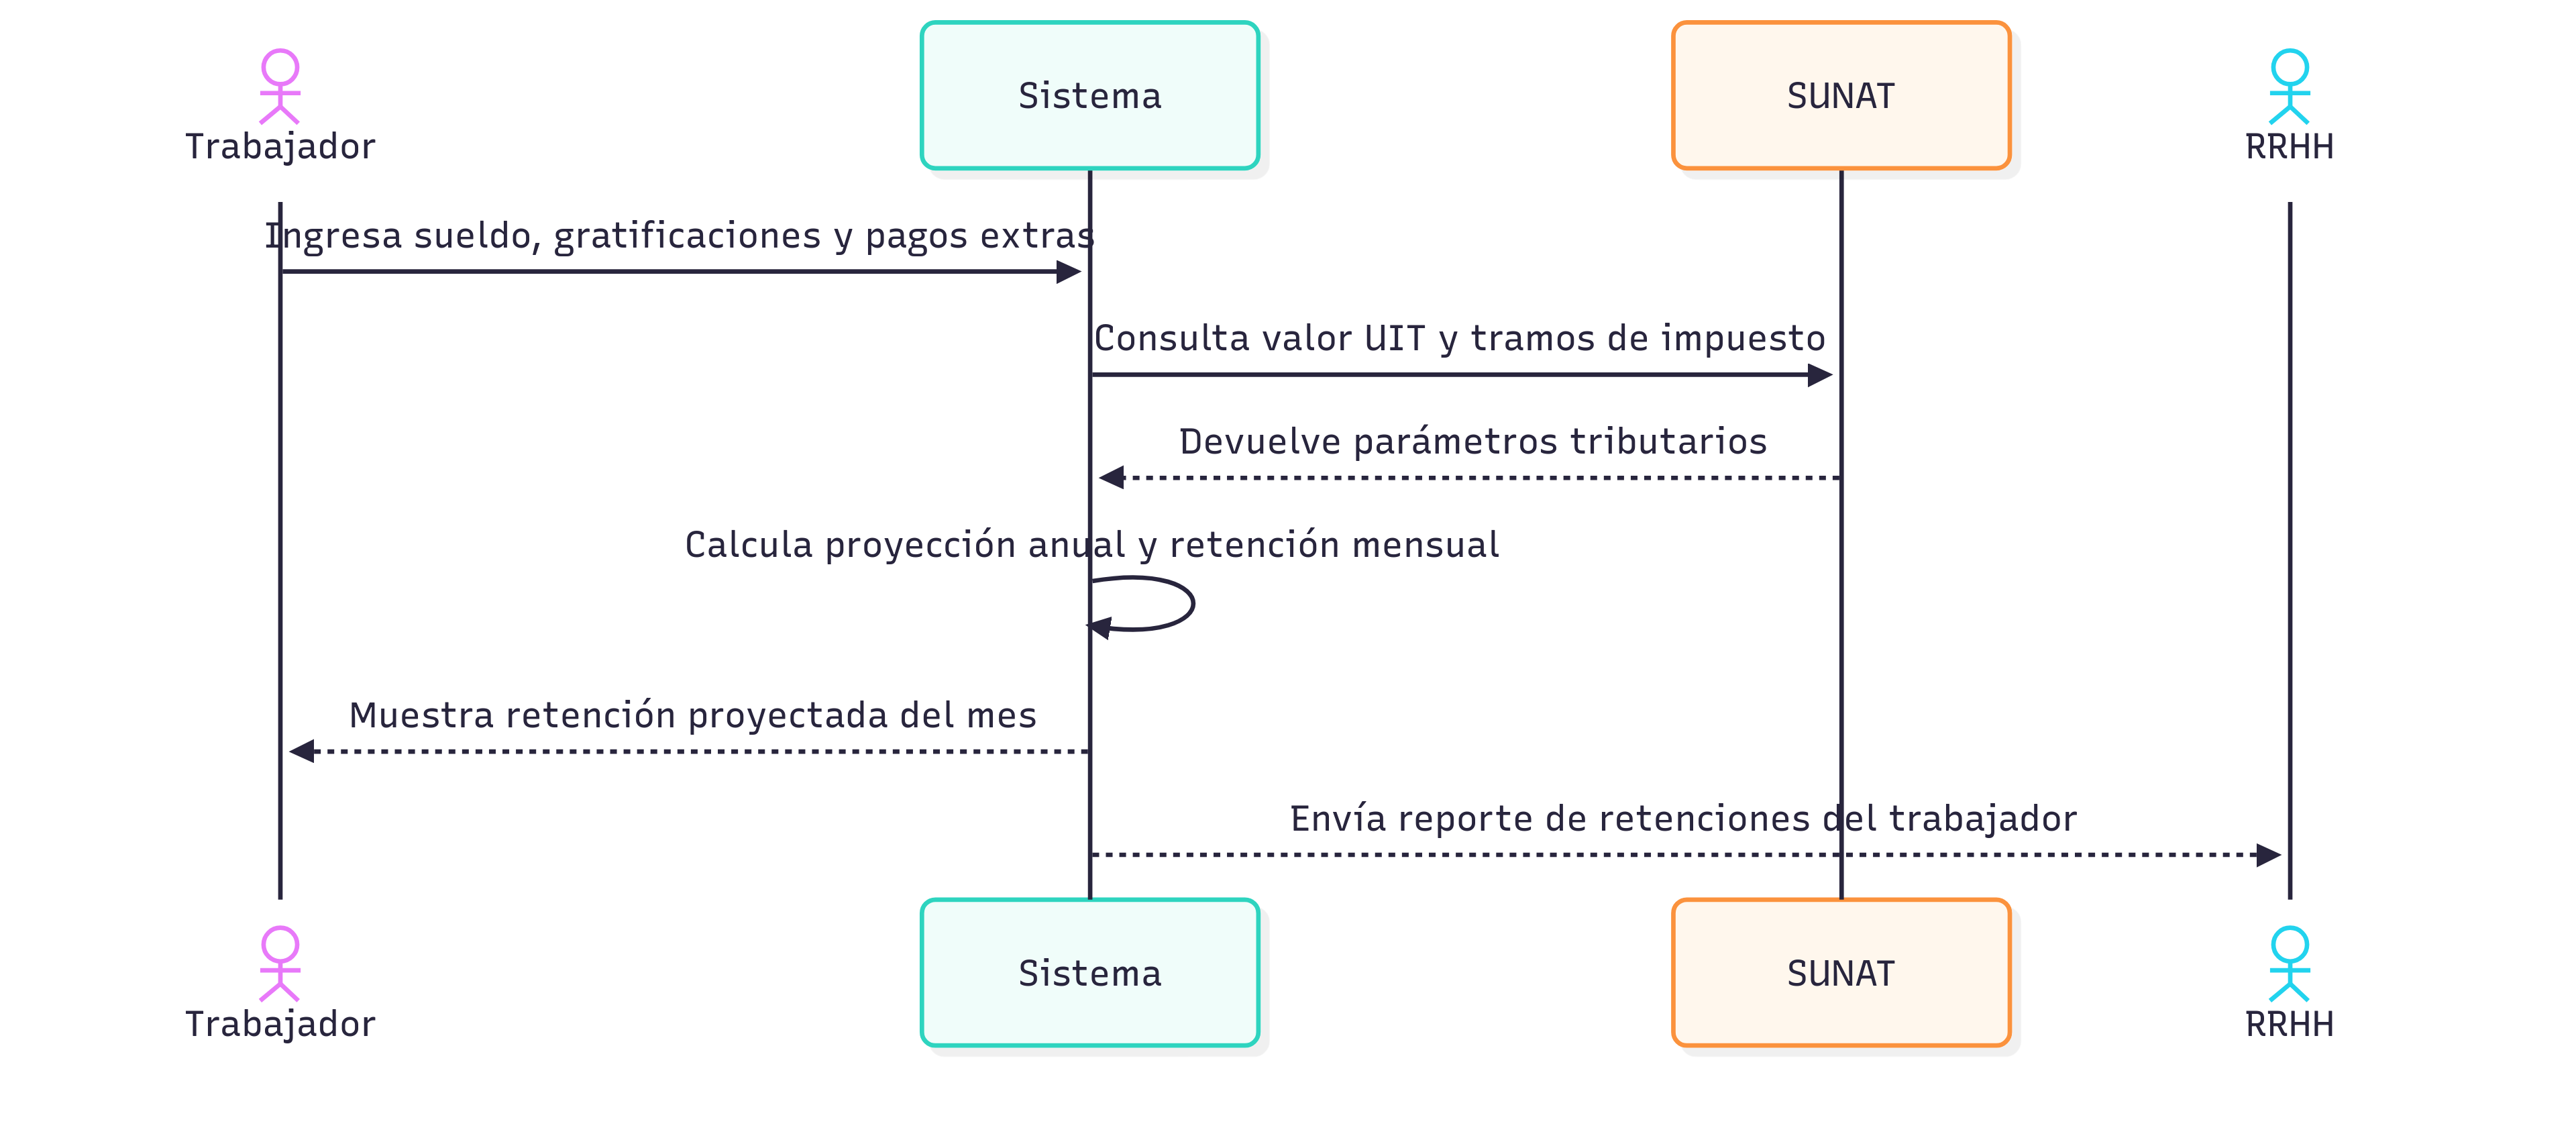 Trabajador
Sistema
SUNAT
RRHH
Ingresa sueldo, gratificaciones y pagos extras
Consulta valor UIT y tramos de impuesto
Devuelve parámetros tributarios
Calcula proyección anual y retención mensual
Muestra retención proyectada del mes
Envía reporte de retenciones del trabajador
Trabajador
Sistema
SUNAT
RRHH